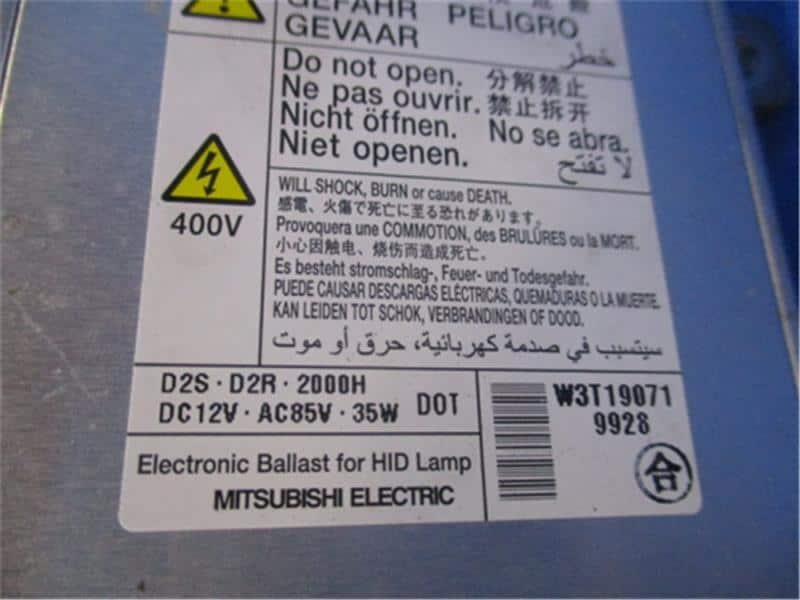 GEFAHR PELIGRO
GEVAAR
خطر
Do not open. 分解禁止
Ne pas ouvrir. 禁止拆开
Nicht öffnen. No se abra.
Niet openen. لا تفتح
400V
WILL SHOCK, BURN or cause DEATH.
感電、火傷で死亡に至る恐れがあります。
Provoquera une COMMOTION, des BRULÛRES ou la MORT.
小心因触电、烧伤而造成死亡。
Es besteht stromschlag-, Feuer- und Todesgefahr.
PUEDE CAUSAR DESCARGAS ELÉCTRICAS, QUEMADURAS O LA MUERTE.
KAN LEIDEN TOT SCHOK, VERBRANDINGEN OF DOOD.
سيتسبب في صدمة كهربائية، حرق أو موت
D2S · D2R · 2000H
DC12V · AC85V · 35W DOT
W3T19071
9928
合
Electronic Ballast for HID Lamp
MITSUBISHI ELECTRIC